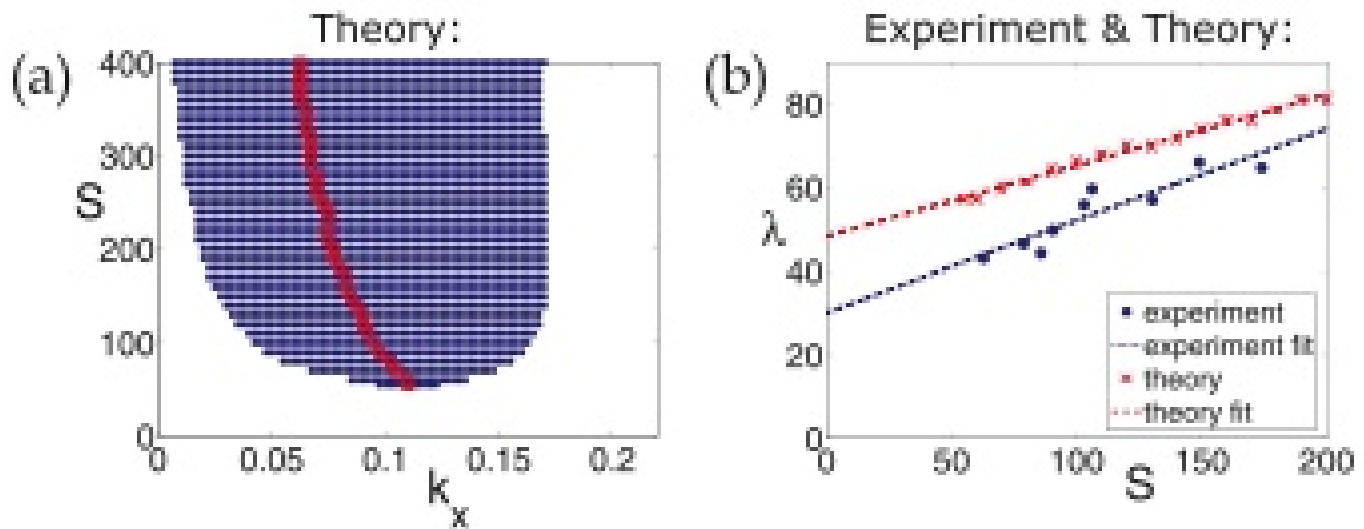 Theory:
(a)
400
300
200
100
0
S
0
0.05
0.1
0.15
0.2
k_x
Experiment & Theory:
(b)
80
60
40
20
0
λ
experiment
experiment fit
theory
theory fit
0
50
100
150
200
S